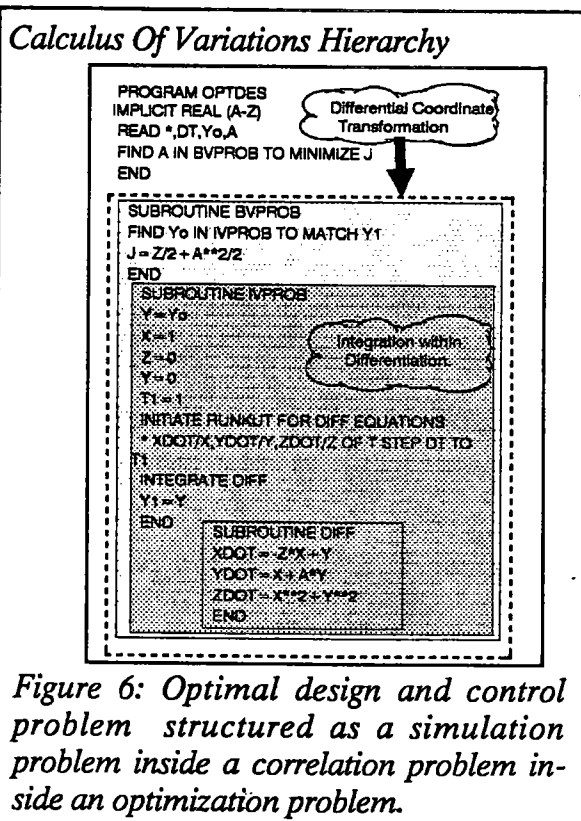 Calculus Of Variations Hierarchy
PROGRAM OPTDES
IMPLICIT REAL (A-Z)
READ *,DT,Yo,A
FIND A IN BVPROB TO MINIMIZE J
END
Differential Coordinate
Transformation
SUBROUTINE BVPROB
FIND Yo IN IVPROB TO MATCH Y1
J=Z/2+A**2/2
END
SUBROUTINE IVPROB
Y=Yo
X=1
Z=0
Y=0
T1=1
Integration within
Differentiation.
INITIATE RUNKUT FOR DIFF EQUATIONS
* XDOT/X,YDOT/Y,ZDOT/Z OF T STEP DT TO
T1
INTEGRATE DIFF
Y1=Y
END
SUBROUTINE DIFF
XDOT=-Z*X+Y
YDOT=X+A*Y
ZDOT=X**2+Y**2
END
Figure 6: Optimal design and control
problem structured as a simulation
problem inside a correlation problem in-
side an optimization problem.